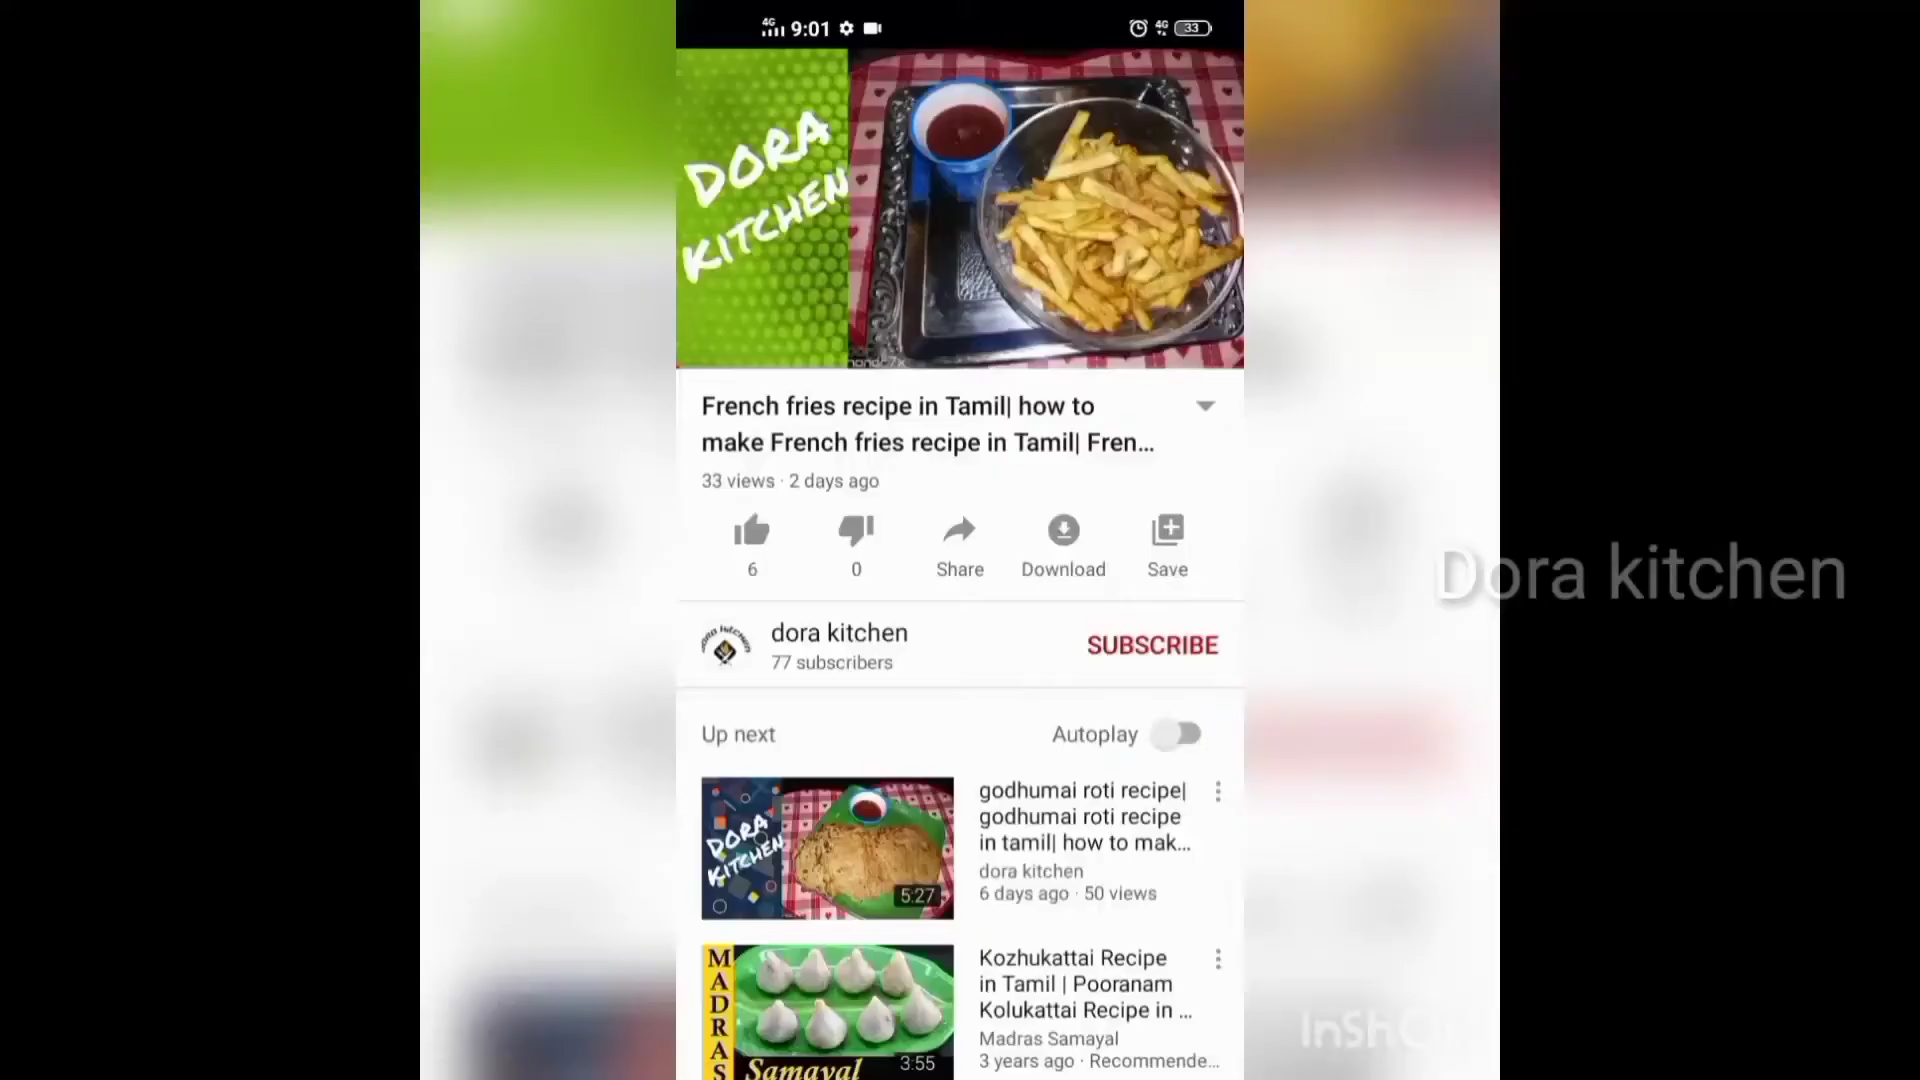 4G 9:01 4G 33
DORA
KITCHEN
French fries recipe in Tamil| how to
make French fries recipe in Tamil| Fren...
33 views · 2 days ago
6 0 Share Download Save
DORA KITCHEN
dora kitchen
77 subscribers
SUBSCRIBE
Dora kitchen
Up next Autoplay
DORA
KITCHEN
5:27
godhumai roti recipe|
godhumai roti recipe
in tamil| how to mak...
dora kitchen
6 days ago · 50 views
MADRAS
Samayal
3:55
Kozhukattai Recipe
in Tamil | Pooranam
Kolukattai Recipe in ...
Madras Samayal
3 years ago · Recommende...